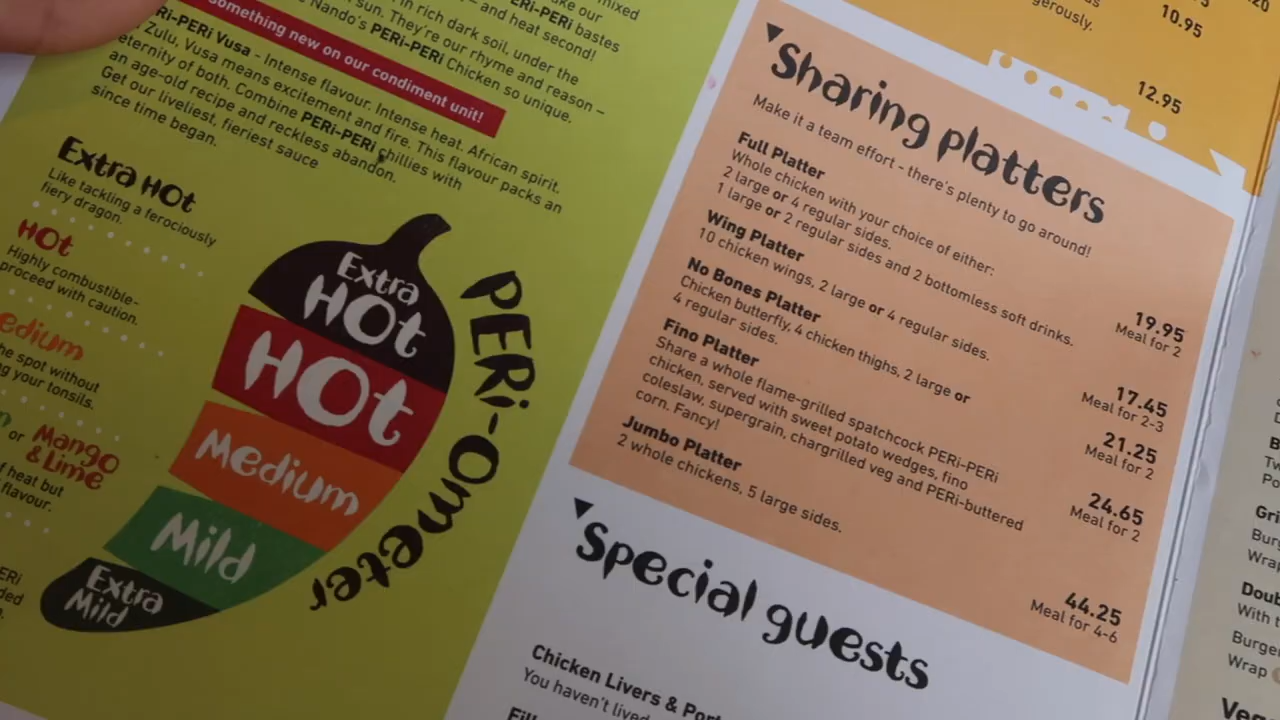 mixed
make our
PERi-PERi bastes
in rich dark soil, under the
sun. They're our rhyme and reason –
and heat second!
Nando's PERi-PERi Chicken so unique.
something new on our condiment unit!
PERi-PERi Vusa – Intense flavour. Intense heat. African spirit.
Zulu, Vusa means excitement and fire. This flavour packs an
eternity of both. Combine PERi-PERi chillies with
an age-old recipe and reckless abandon.
Get our liveliest, fieriest sauce
since time began.
Extra HOt
Like tackling a ferociously
fiery dragon.
HOt
Highly combustible–
proceed with caution.
Medium
the spot without
your tonsils.
or Mango
& Lime
heat but
flavour.
Extra
HOt
HOt
Medium
Mild
Extra
Mild
PERi-Ometer
10.95
12.95
Sharing platters
Make it a team effort – there's plenty to go around!
Full Platter
Whole chicken with your choice of either:
2 large or 4 regular sides.
1 large or 2 regular sides and 2 bottomless soft drinks.
19.95
Meal for 2
Wing Platter
10 chicken wings, 2 large or 4 regular sides.
17.45
Meal for 2-3
No Bones Platter
Chicken butterfly, 4 chicken thighs, 2 large or
4 regular sides.
21.25
Meal for 2
Fino Platter
Share a whole flame-grilled spatchcock PERi-PERi
chicken, served with sweet potato wedges, fino
coleslaw, supergrain, chargrilled veg and PERi-buttered
corn. Fancy!
24.65
Meal for 2
Jumbo Platter
2 whole chickens, 5 large sides.
44.25
Meal for 4-6
Special guests
Chicken Livers &
You haven't lived
With
Burger
Wrap